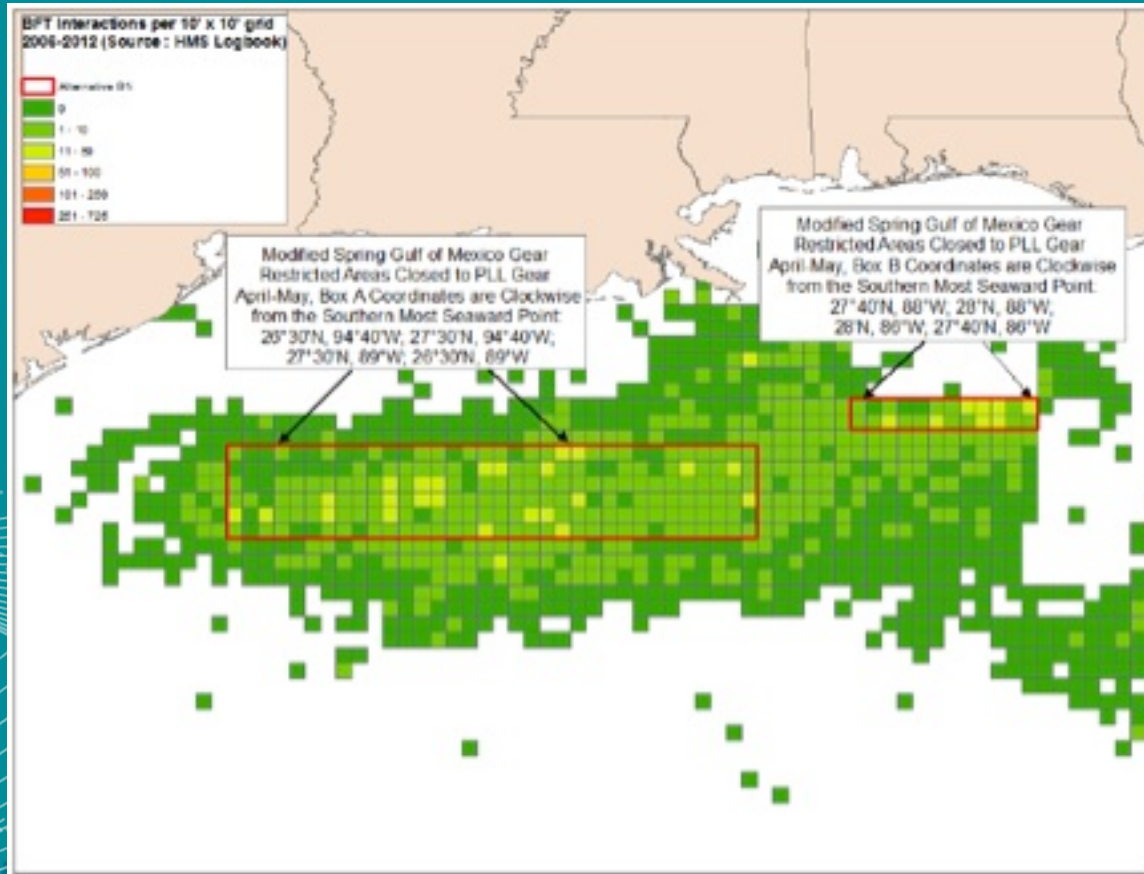 BFT Interactions per 10' x 10' grid
2006-2012 (Source : HMS Logbook)
Alternative
0
1 - 10
51 - 100
Modified Spring Gulf of Mexico Gear
Restricted Areas Closed to PLL Gear
April-May, Box A Coordinates are Clockwise
from the Southern Most Seaward Point:
26°30'N, 94°40'W; 27°30'N, 94°40'W;
27°30'N, 89°W; 26°30'N, 89°W
Modified Spring Gulf of Mexico Gear
Restricted Areas Closed to PLL Gear
April-May, Box B Coordinates are Clockwise
from the Southern Most Seaward Point:
27°40'N, 88°W; 28°N, 88°W;
28°N, 86°W; 27°40'N, 86°W